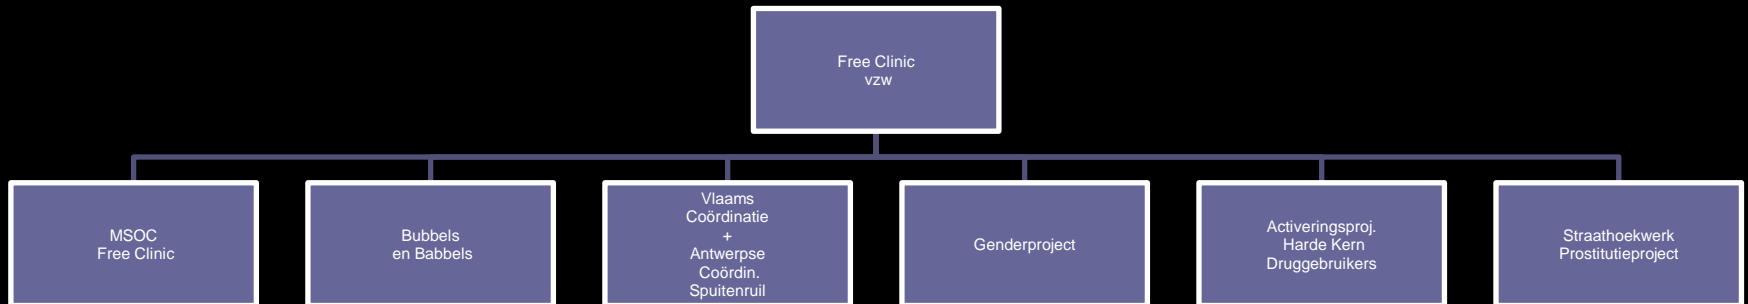 Free Clinic
vzw
MSOC
Free Clinic
Bubbels
en Babbels
Vlaams
Coördinatie
+
Antwerpse
Coördin.
Spuitenruil
Genderproject
Activeringsproj.
Harde Kern
Druggebruikers
Straathoekwerk
Prostitutieproject